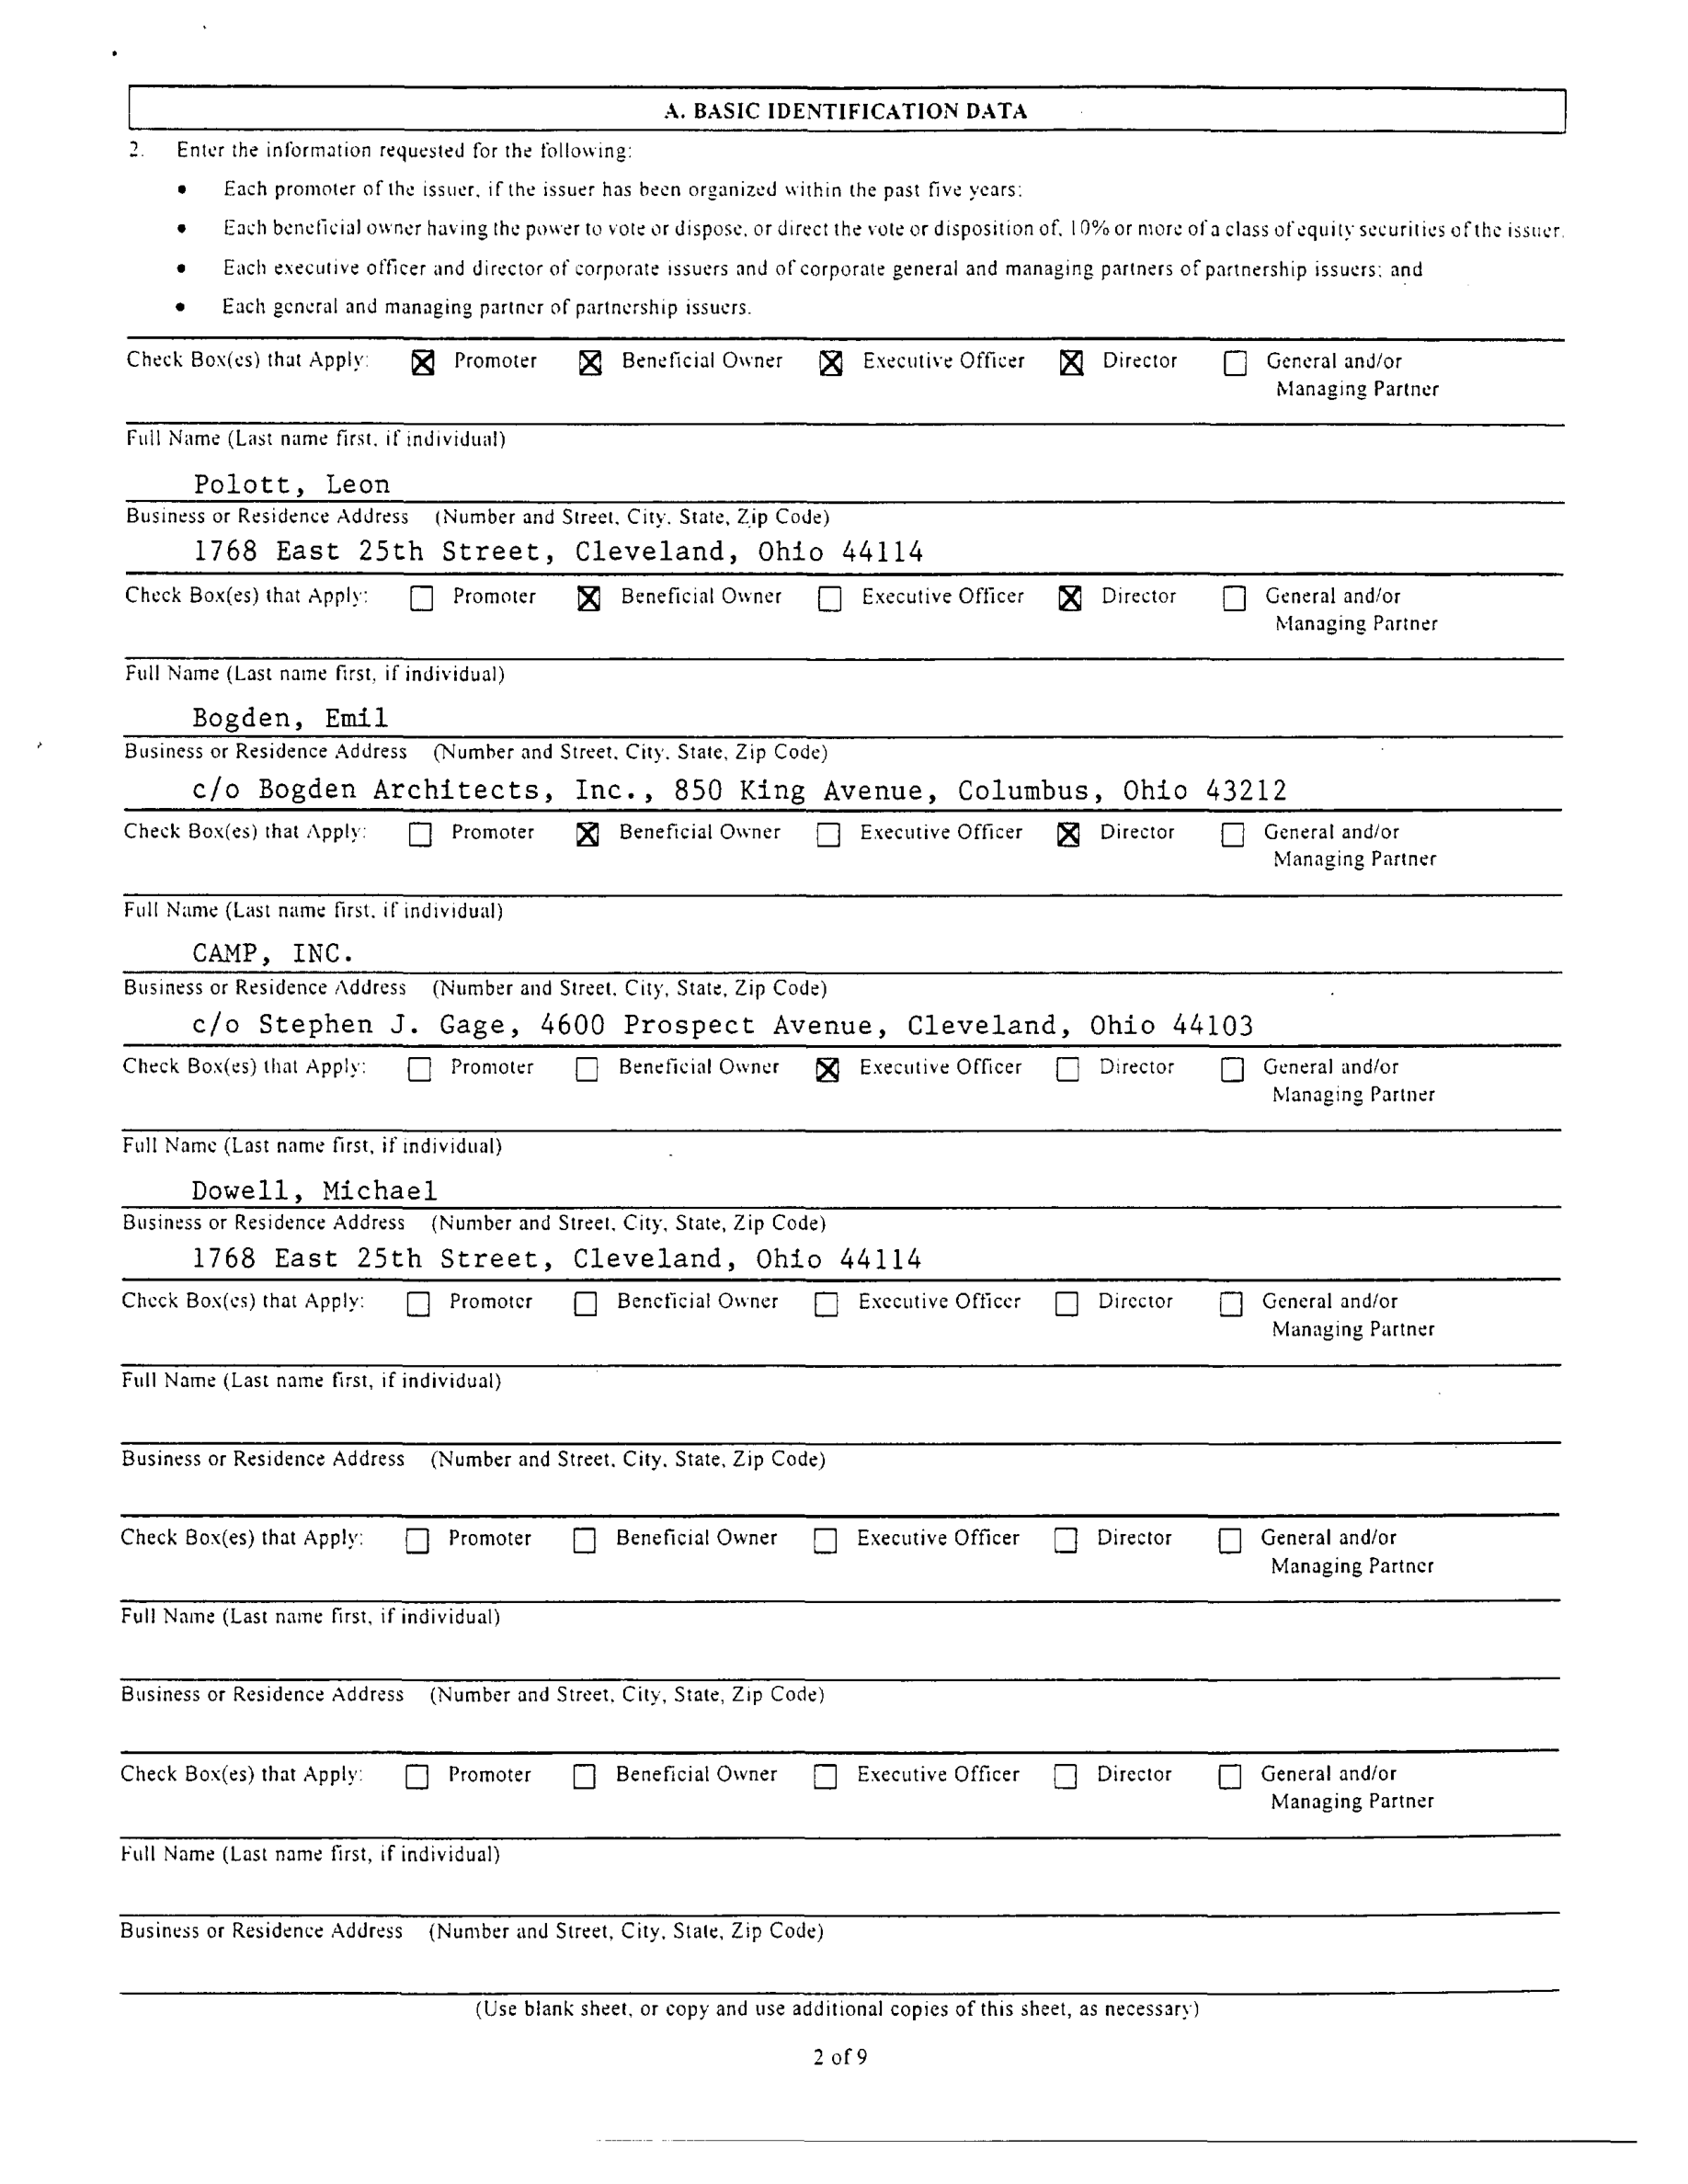 A. BASIC IDENTIFICATION DATA
2. Enter the information requested for the following:
• Each promoter of the issuer, if the issuer has been organized within the past five years;
• Each beneficial owner having the power to vote or dispose, or direct the vote or disposition of, 10% or more of a class of equity securities of the issuer.
• Each executive officer and director of corporate issuers and of corporate general and managing partners of partnership issuers; and
• Each general and managing partner of partnership issuers.
Check Box(es) that Apply: ☒ Promoter ☒ Beneficial Owner ☒ Executive Officer ☒ Director ☐ General and/or
Managing Partner
Full Name (Last name first, if individual)
Polott, Leon
Business or Residence Address (Number and Street, City, State, Zip Code)
1768 East 25th Street, Cleveland, Ohio 44114
Check Box(es) that Apply: ☐ Promoter ☒ Beneficial Owner ☐ Executive Officer ☒ Director ☐ General and/or
Managing Partner
Full Name (Last name first, if individual)
Bogden, Emil
Business or Residence Address (Number and Street, City, State, Zip Code)
c/o Bogden Architects, Inc., 850 King Avenue, Columbus, Ohio 43212
Check Box(es) that Apply: ☐ Promoter ☒ Beneficial Owner ☐ Executive Officer ☒ Director ☐ General and/or
Managing Partner
Full Name (Last name first, if individual)
CAMP, INC.
Business or Residence Address (Number and Street, City, State, Zip Code)
c/o Stephen J. Gage, 4600 Prospect Avenue, Cleveland, Ohio 44103
Check Box(es) that Apply: ☐ Promoter ☐ Beneficial Owner ☒ Executive Officer ☐ Director ☐ General and/or
Managing Partner
Full Name (Last name first, if individual)
Dowell, Michael
Business or Residence Address (Number and Street, City, State, Zip Code)
1768 East 25th Street, Cleveland, Ohio 44114
Check Box(es) that Apply: ☐ Promoter ☐ Beneficial Owner ☐ Executive Officer ☐ Director ☐ General and/or
Managing Partner
Full Name (Last name first, if individual)
Business or Residence Address (Number and Street, City, State, Zip Code)
Check Box(es) that Apply: ☐ Promoter ☐ Beneficial Owner ☐ Executive Officer ☐ Director ☐ General and/or
Managing Partner
Full Name (Last name first, if individual)
Business or Residence Address (Number and Street, City, State, Zip Code)
Check Box(es) that Apply: ☐ Promoter ☐ Beneficial Owner ☐ Executive Officer ☐ Director ☐ General and/or
Managing Partner
Full Name (Last name first, if individual)
Business or Residence Address (Number and Street, City, State, Zip Code)
(Use blank sheet, or copy and use additional copies of this sheet, as necessary)
2 of 9